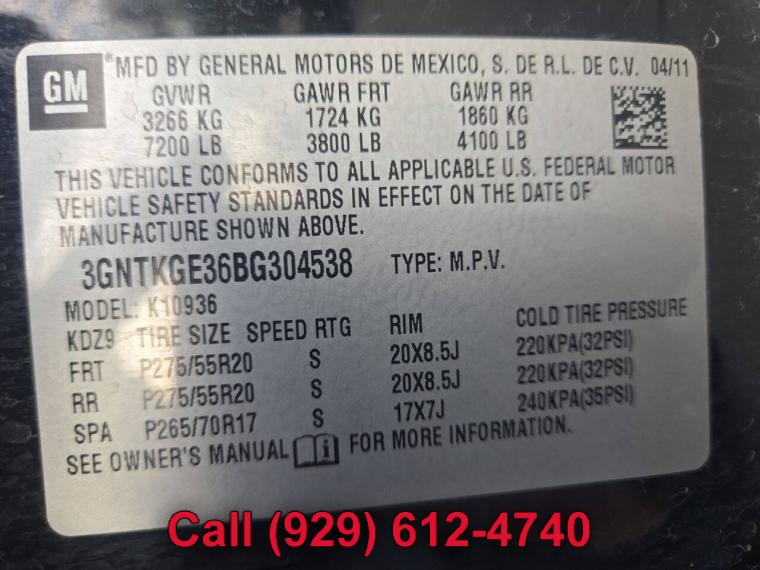 GM
®MFD BY GENERAL MOTORS DE MEXICO, S. DE R.L. DE C.V. 04/11
GVWR GAWR FRT GAWR RR
3266 KG 1724 KG 1860 KG
7200 LB 3800 LB 4100 LB
THIS VEHICLE CONFORMS TO ALL APPLICABLE U.S. FEDERAL MOTOR
VEHICLE SAFETY STANDARDS IN EFFECT ON THE DATE OF
MANUFACTURE SHOWN ABOVE.
3GNTKGE36BG304538 TYPE: M.P.V.
MODEL: K10936
KDZ9 TIRE SIZE SPEED RTG RIM COLD TIRE PRESSURE
FRT P275/55R20 S 20X8.5J 220KPA(32PSI)
RR P275/55R20 S 20X8.5J 220KPA(32PSI)
SPA P265/70R17 S 17X7J 240KPA(35PSI)
SEE OWNER'S MANUAL i FOR MORE INFORMATION.
Call (929) 612-4740